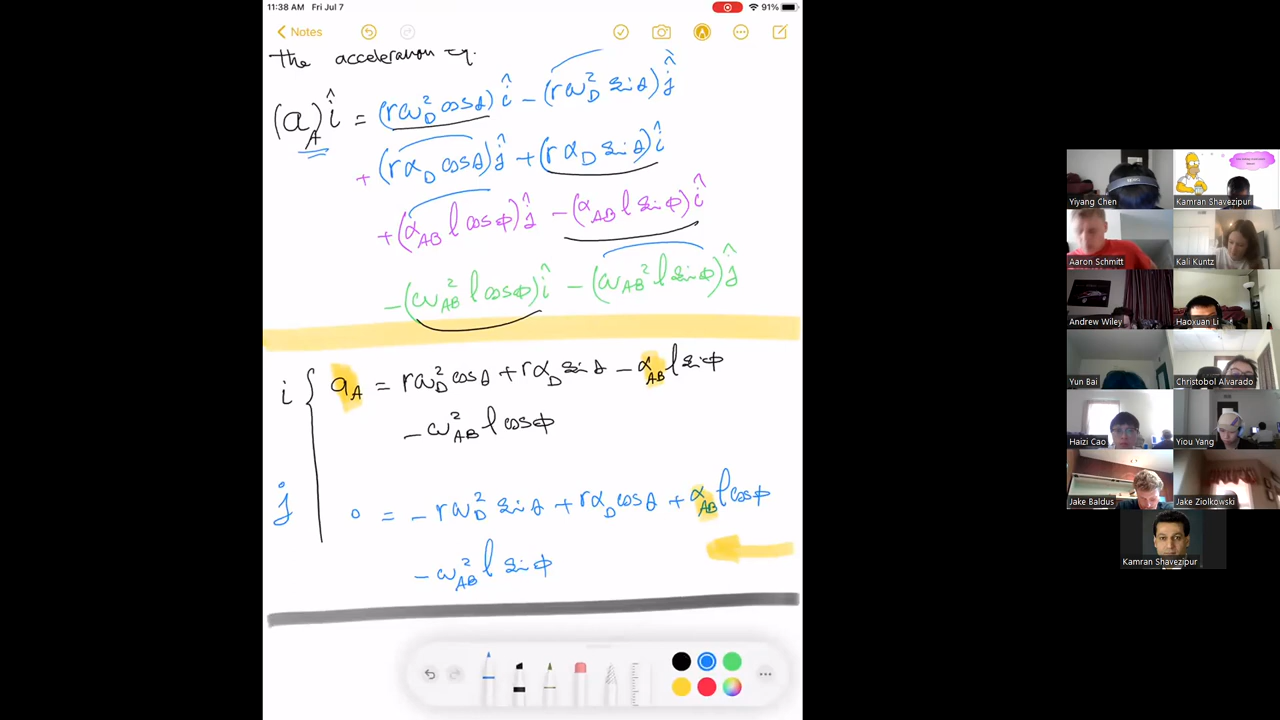 11:38 AM Fri Jul 7
91%
Notes
the acceleration Eq.
(a_A) î = (rω_D² cosθ) î − (rω_D² sinθ) ĵ
+ (rα_D cosθ) ĵ + (rα_D sinθ) î
+ (α_AB l cosφ) ĵ − (α_AB l sinφ) î
− (ω_AB² l cosφ) î − (ω_AB² l sinφ) ĵ
i { a_A = rω_D² cosθ + rα_D sinθ − α_AB l sinφ
− ω_AB² l cosφ
j 0 = − rω_D² sinθ + rα_D cosθ + α_AB l cosφ
− ω_AB² l sinφ
Yiyang Chen
Kamran Shavezipur
Aaron Schmitt
Kali Kuntz
Andrew Wiley
Haoxuan Li
Yun Bai
Christobol Alvarado
Haizi Cao
Yiou Yang
Jake Baldus
Jake Ziolkowski
Kamran Shavezipur